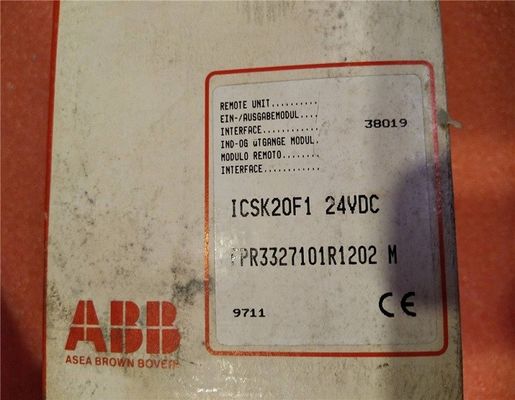 REMOTE UNIT..........
EIN-/AUSGABEMODUL....
INTERFACE............
IND-OG üTGANGE MODUL.
MODULO REMOTO........
INTERFACE............
38019
ICSK20F1 24VDC
FPR3327101R1202 M
9711
CE
ABB
ASEA BROWN BOVERI